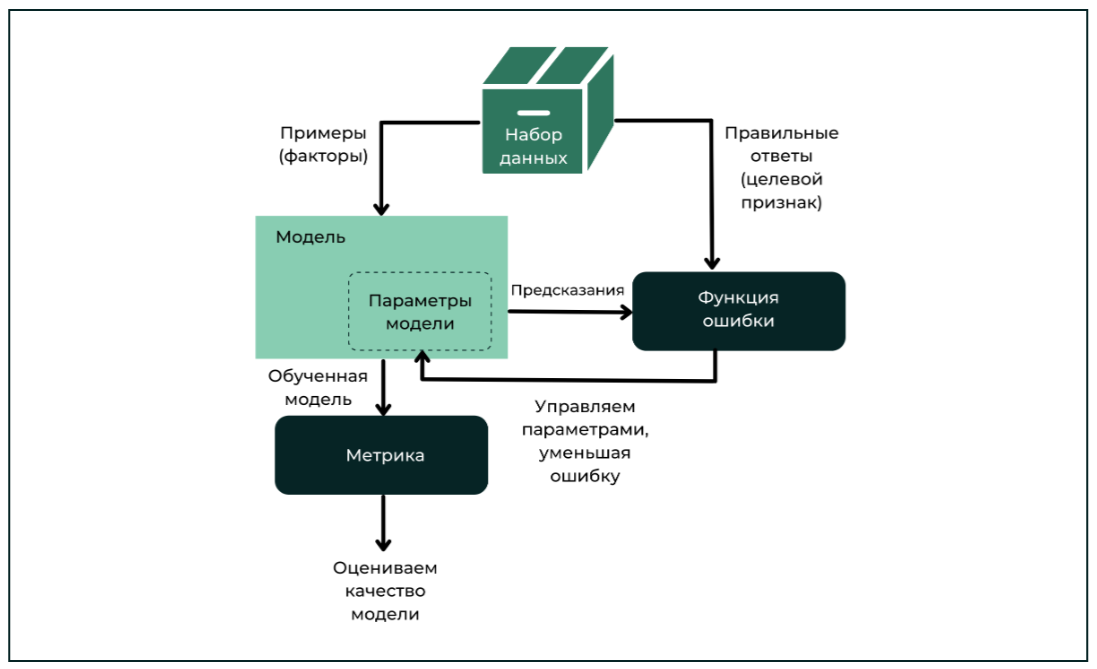 Набор
данных
Примеры
(факторы)
Правильные
ответы
(целевой
признак)
Модель
Параметры
модели
Предсказания
Функция
ошибки
Обученная
модель
Управляем
параметрами,
уменьшая
ошибку
Метрика
Оцениваем
качество
модели